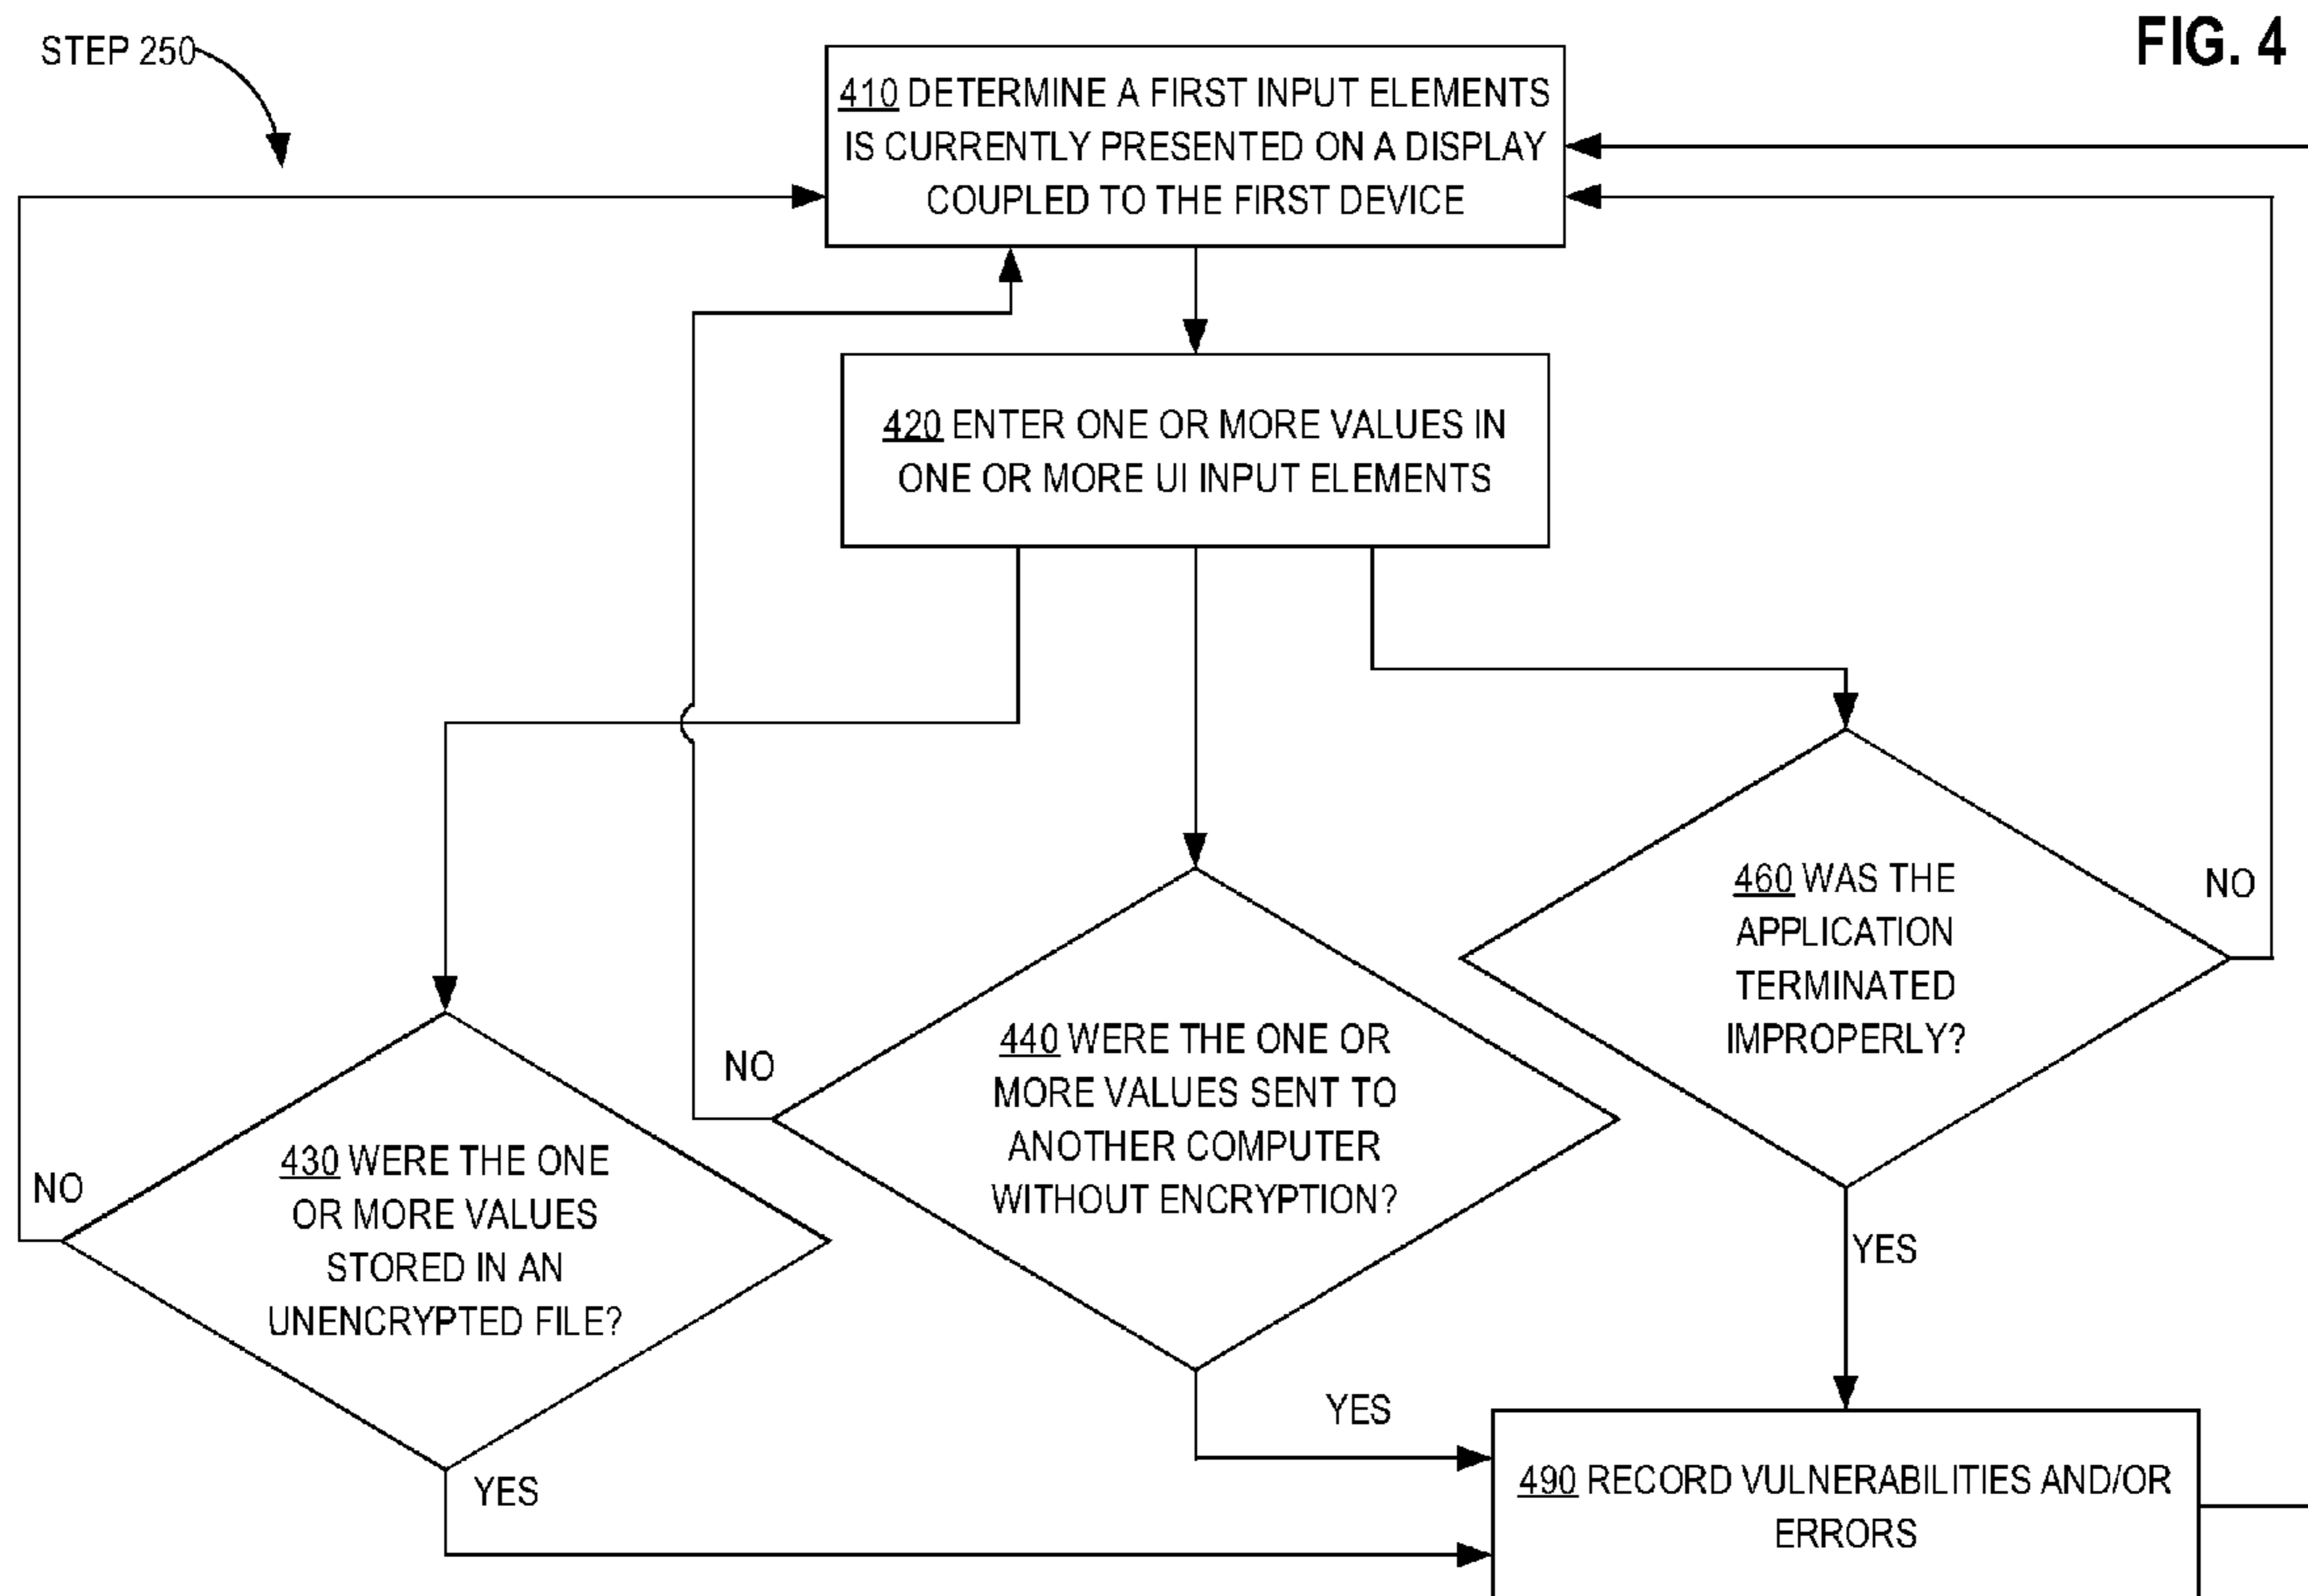 STEP 250
FIG. 4
410 DETERMINE A FIRST INPUT ELEMENTS
IS CURRENTLY PRESENTED ON A DISPLAY
COUPLED TO THE FIRST DEVICE
420 ENTER ONE OR MORE VALUES IN
ONE OR MORE UI INPUT ELEMENTS
460 WAS THE
APPLICATION
TERMINATED
IMPROPERLY?
NO
440 WERE THE ONE OR
MORE VALUES SENT TO
ANOTHER COMPUTER
WITHOUT ENCRYPTION?
NO
430 WERE THE ONE
OR MORE VALUES
STORED IN AN
UNENCRYPTED FILE?
NO
YES
YES
YES
490 RECORD VULNERABILITIES AND/OR
ERRORS